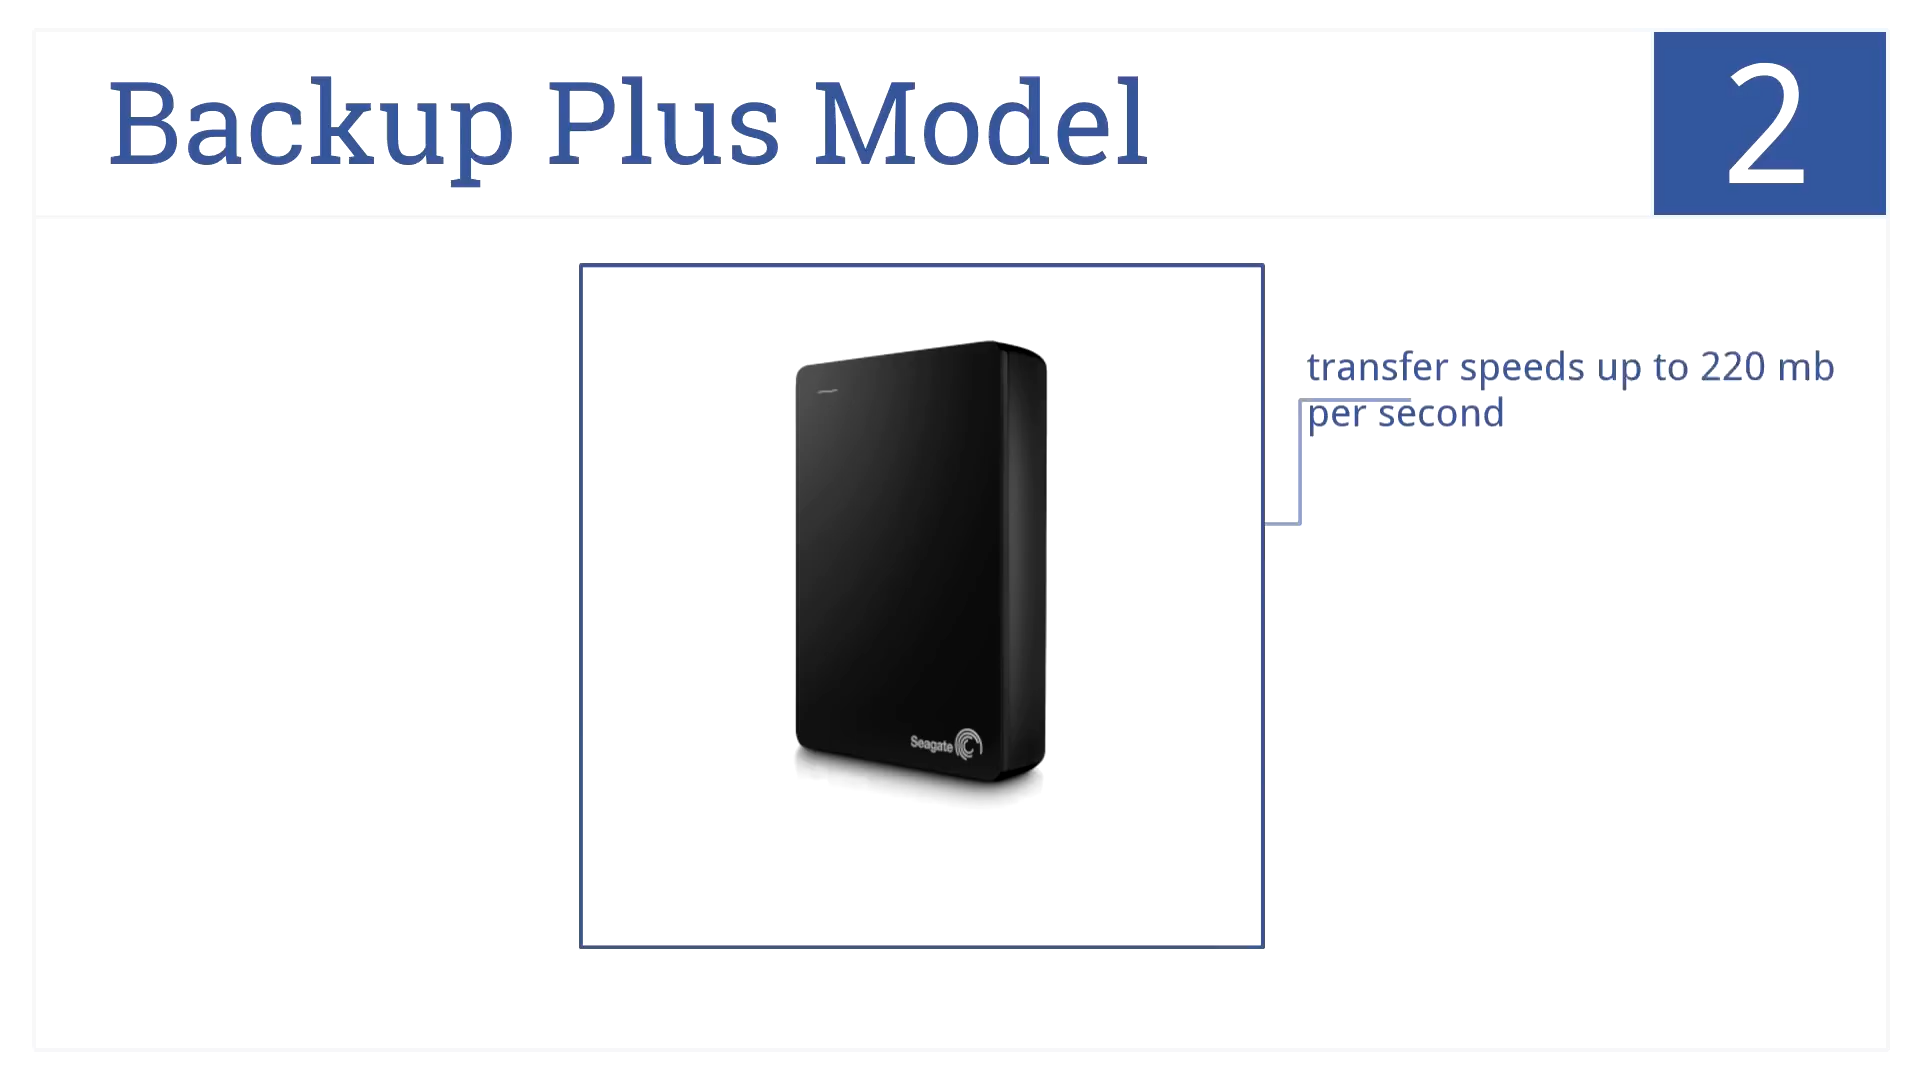 Backup Plus Model
2
transfer speeds up to 220 mb
per second
Seagate